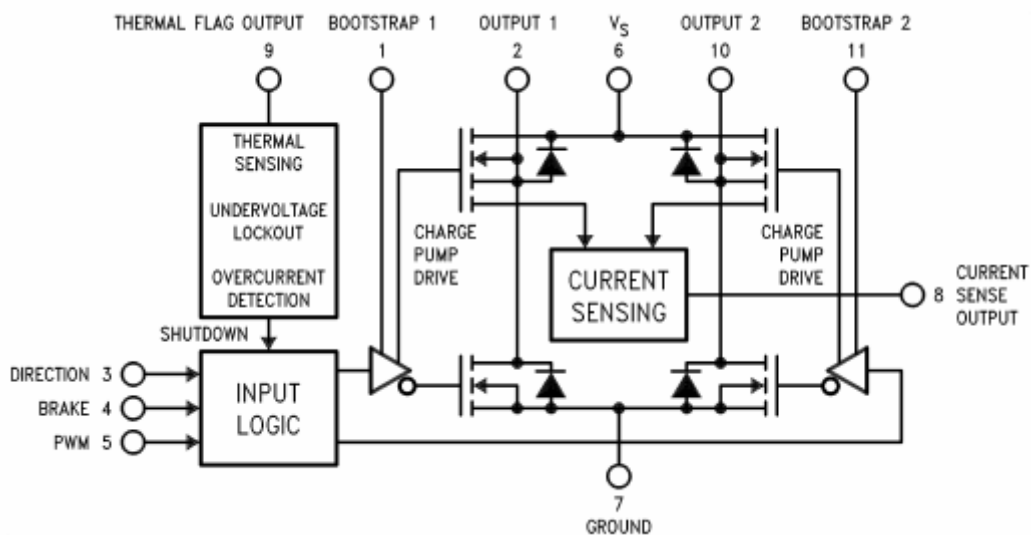 THERMAL FLAG OUTPUT
9
BOOTSTRAP 1
1
OUTPUT 1
2
VS
6
OUTPUT 2
10
BOOTSTRAP 2
11
THERMAL
SENSING
UNDERVOLTAGE
LOCKOUT
OVERCURRENT
DETECTION
CHARGE
PUMP
DRIVE
CURRENT
SENSING
CHARGE
PUMP
DRIVE
8 CURRENT
SENSE
OUTPUT
SHUTDOWN
DIRECTION 3
BRAKE 4
PWM 5
INPUT
LOGIC
7
GROUND